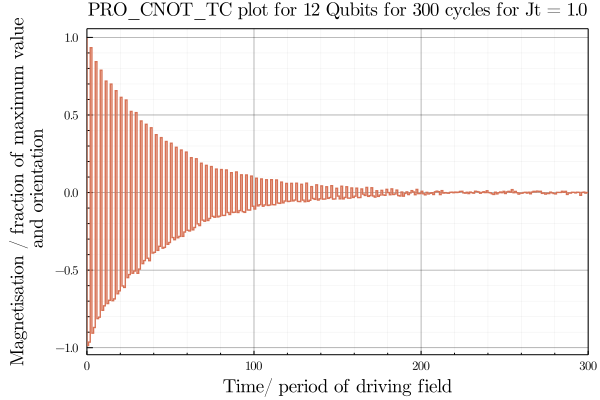 PRO_CNOT_TC plot for 12 Qubits for 300 cycles for Jt = 1.0
Magnetisation / fraction of maximum value
and orientation
1.0
0.5
0.0
−0.5
−1.0
0
100
200
300
Time/ period of driving field